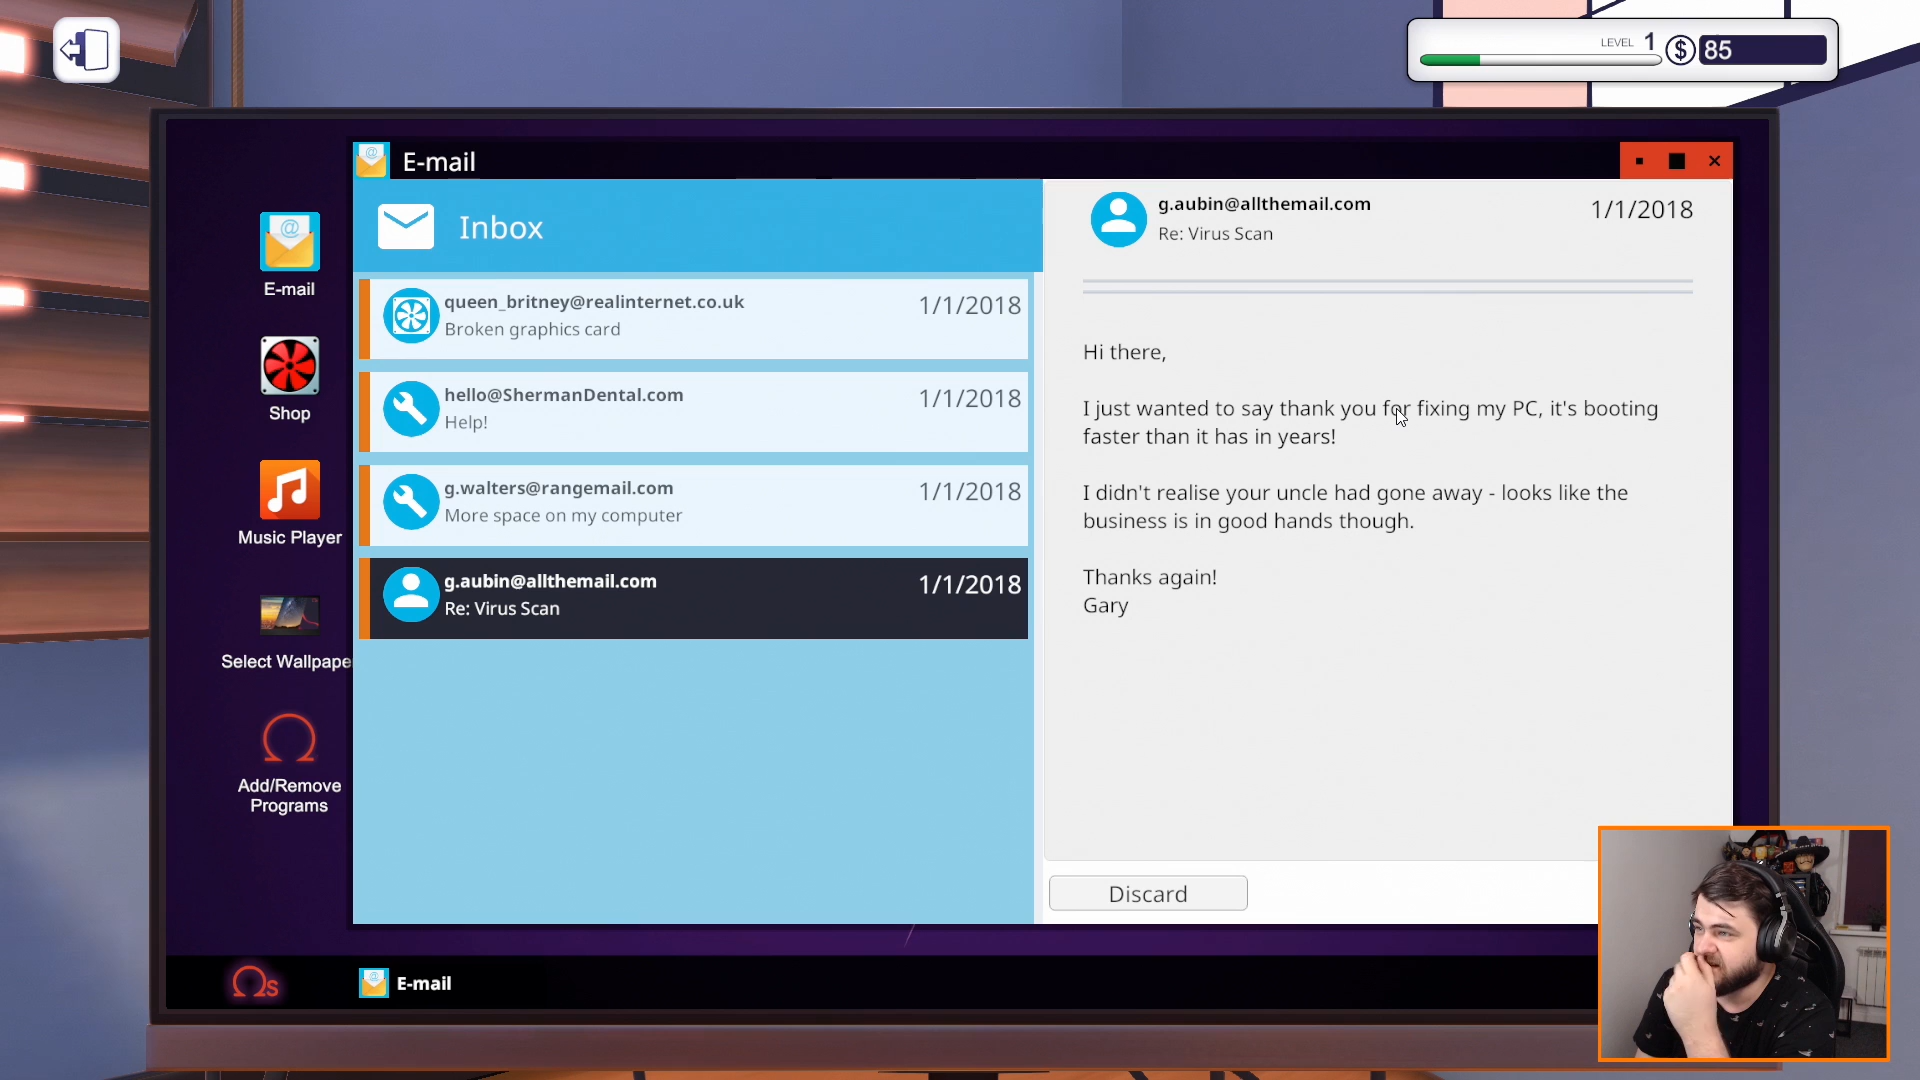 LEVEL 1 $ 85
E-mail
Inbox
queen_britney@realinternet.co.uk 1/1/2018
Broken graphics card
hello@ShermanDental.com 1/1/2018
Help!
g.walters@rangemail.com 1/1/2018
More space on my computer
g.aubin@allthemail.com 1/1/2018
Re: Virus Scan
g.aubin@allthemail.com 1/1/2018
Re: Virus Scan
Hi there,
I just wanted to say thank you for fixing my PC, it's booting
faster than it has in years!
I didn't realise your uncle had gone away - looks like the
business is in good hands though.
Thanks again!
Gary
Discard
E-mail
Shop
Music Player
Select Wallpape
Add/Remove
Programs
Ωs
E-mail